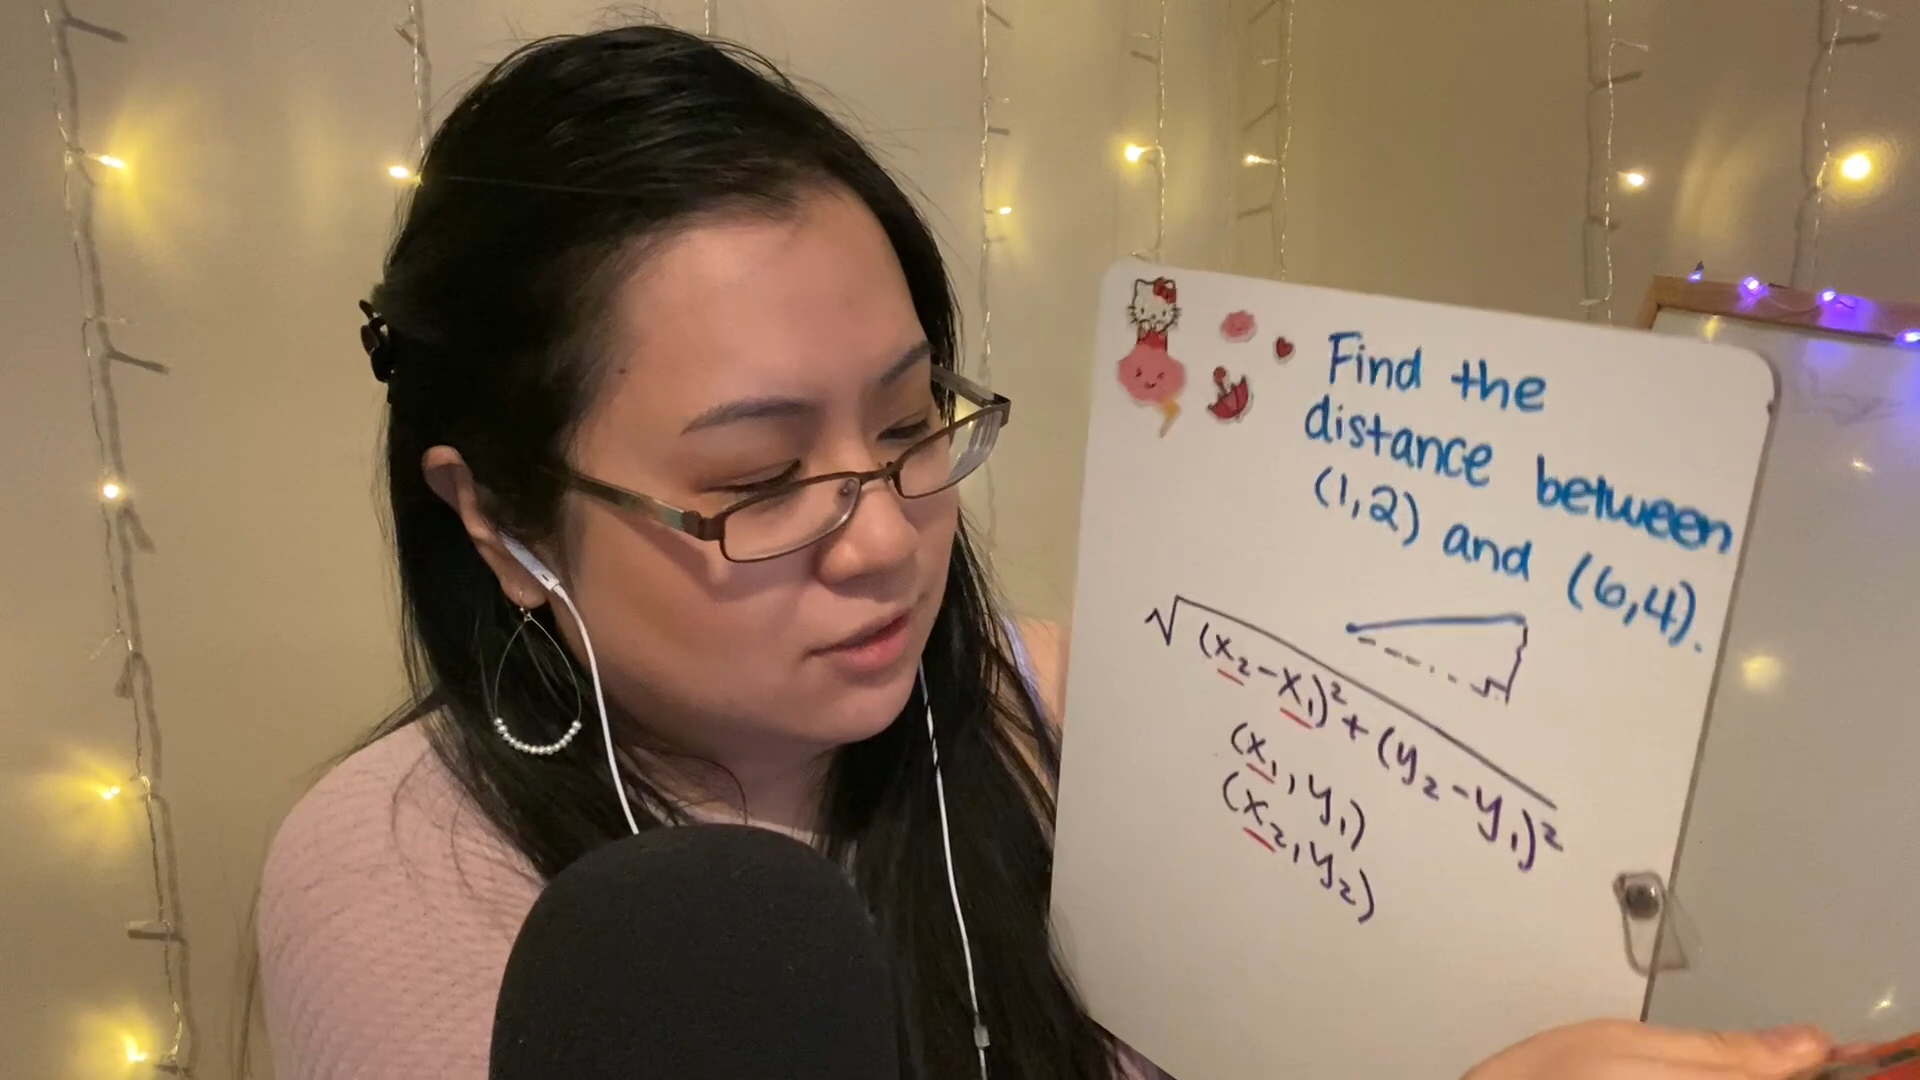 Find the
distance between
(1,2) and (6,4).
√(x₂-x₁)²+(y₂-y₁)²
(x₁,y₁)
(x₂,y₂)